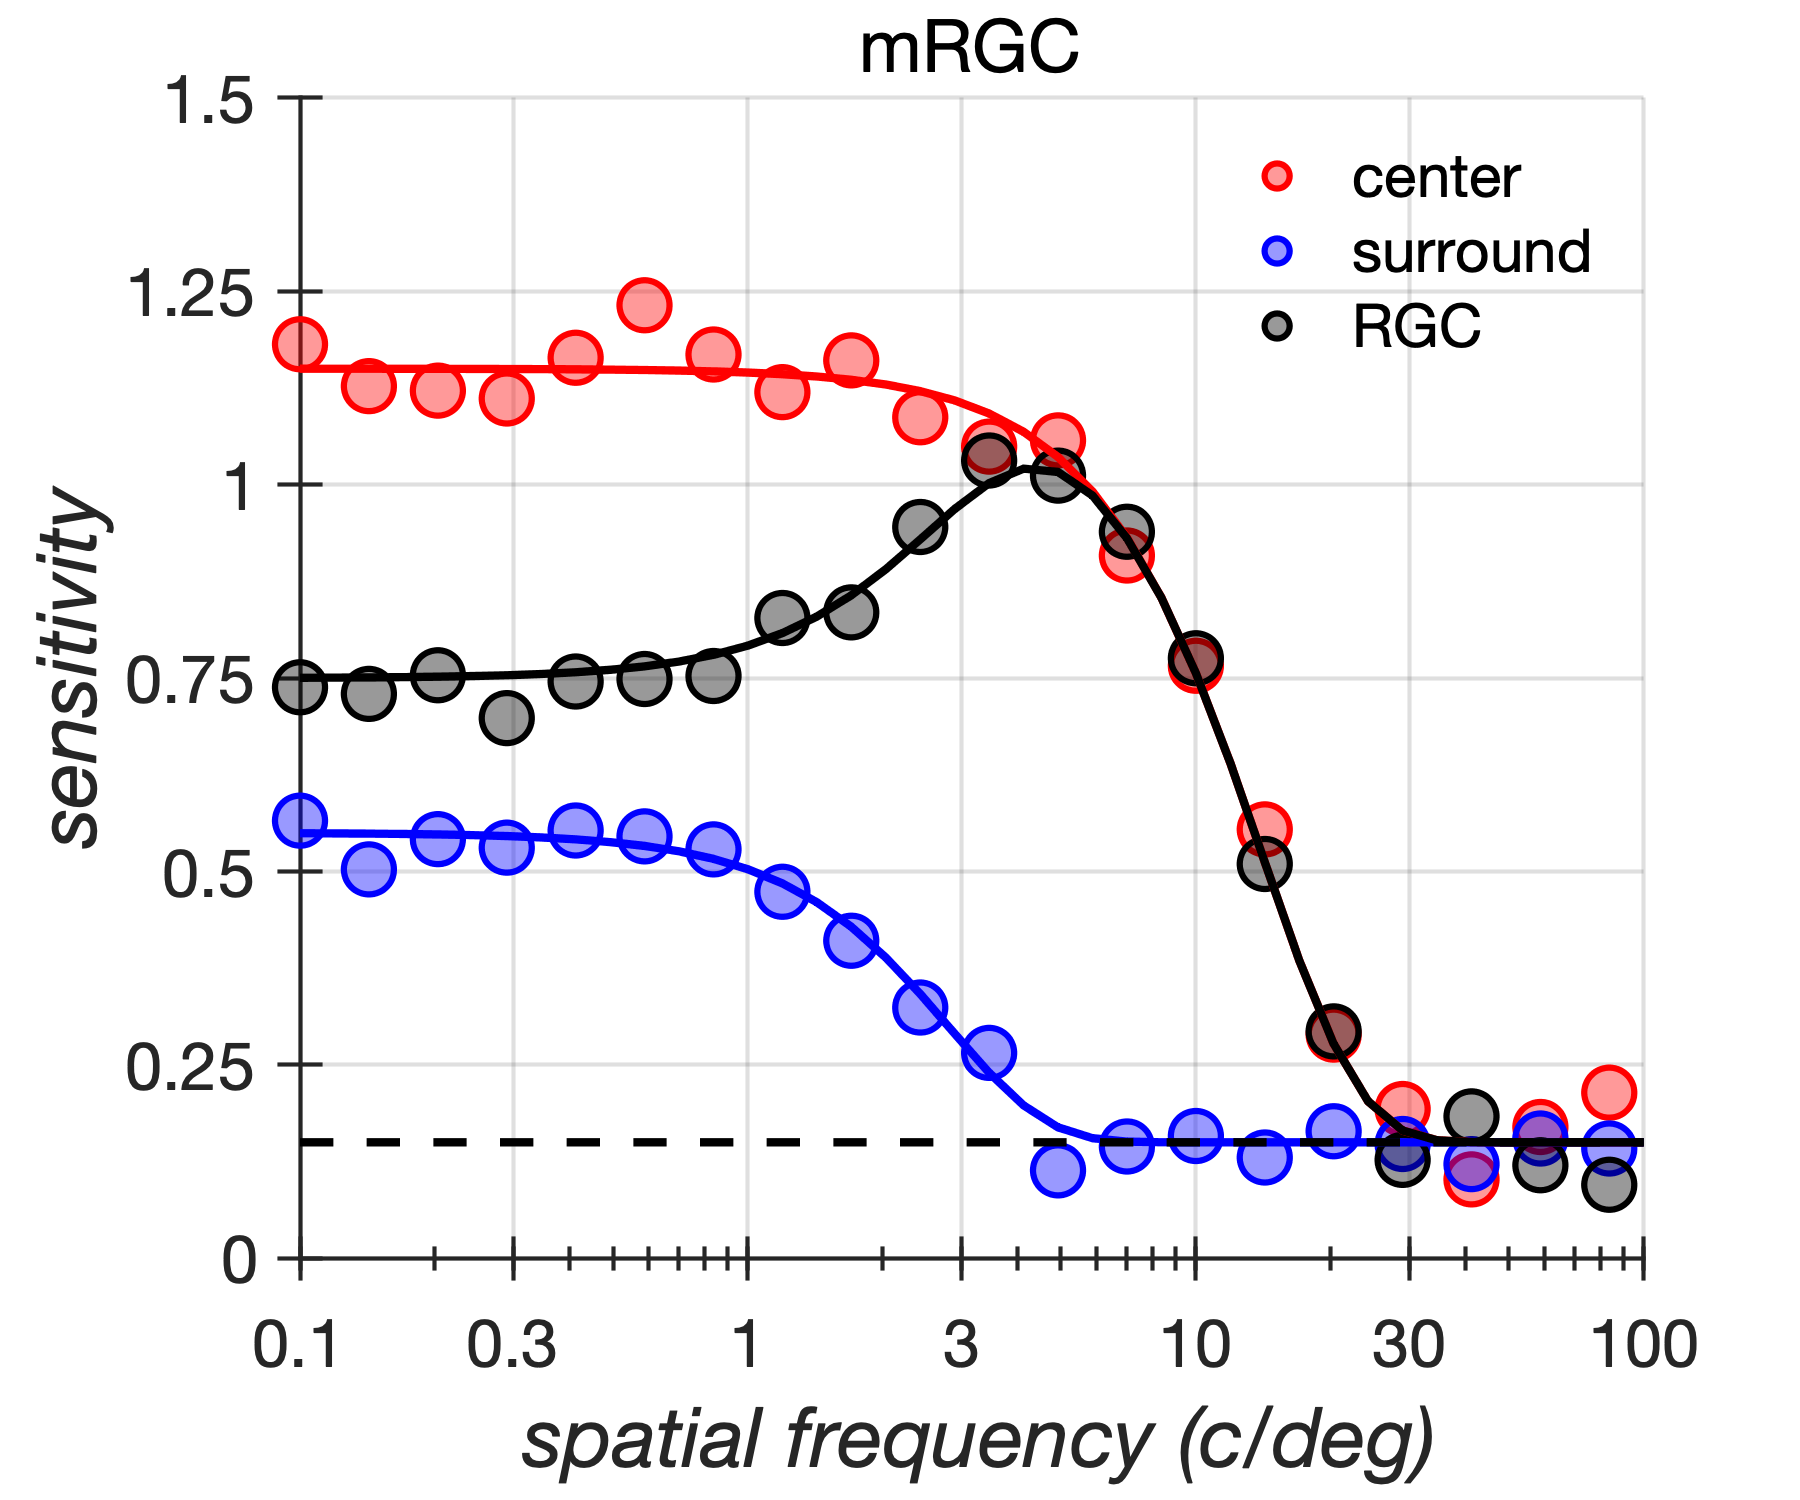 mRGC
1.5
1.25
1
0.75
0.5
0.25
0
sensitivity
center
surround
RGC
0.1 0.3 1 3 10 30 100
spatial frequency (c/deg)